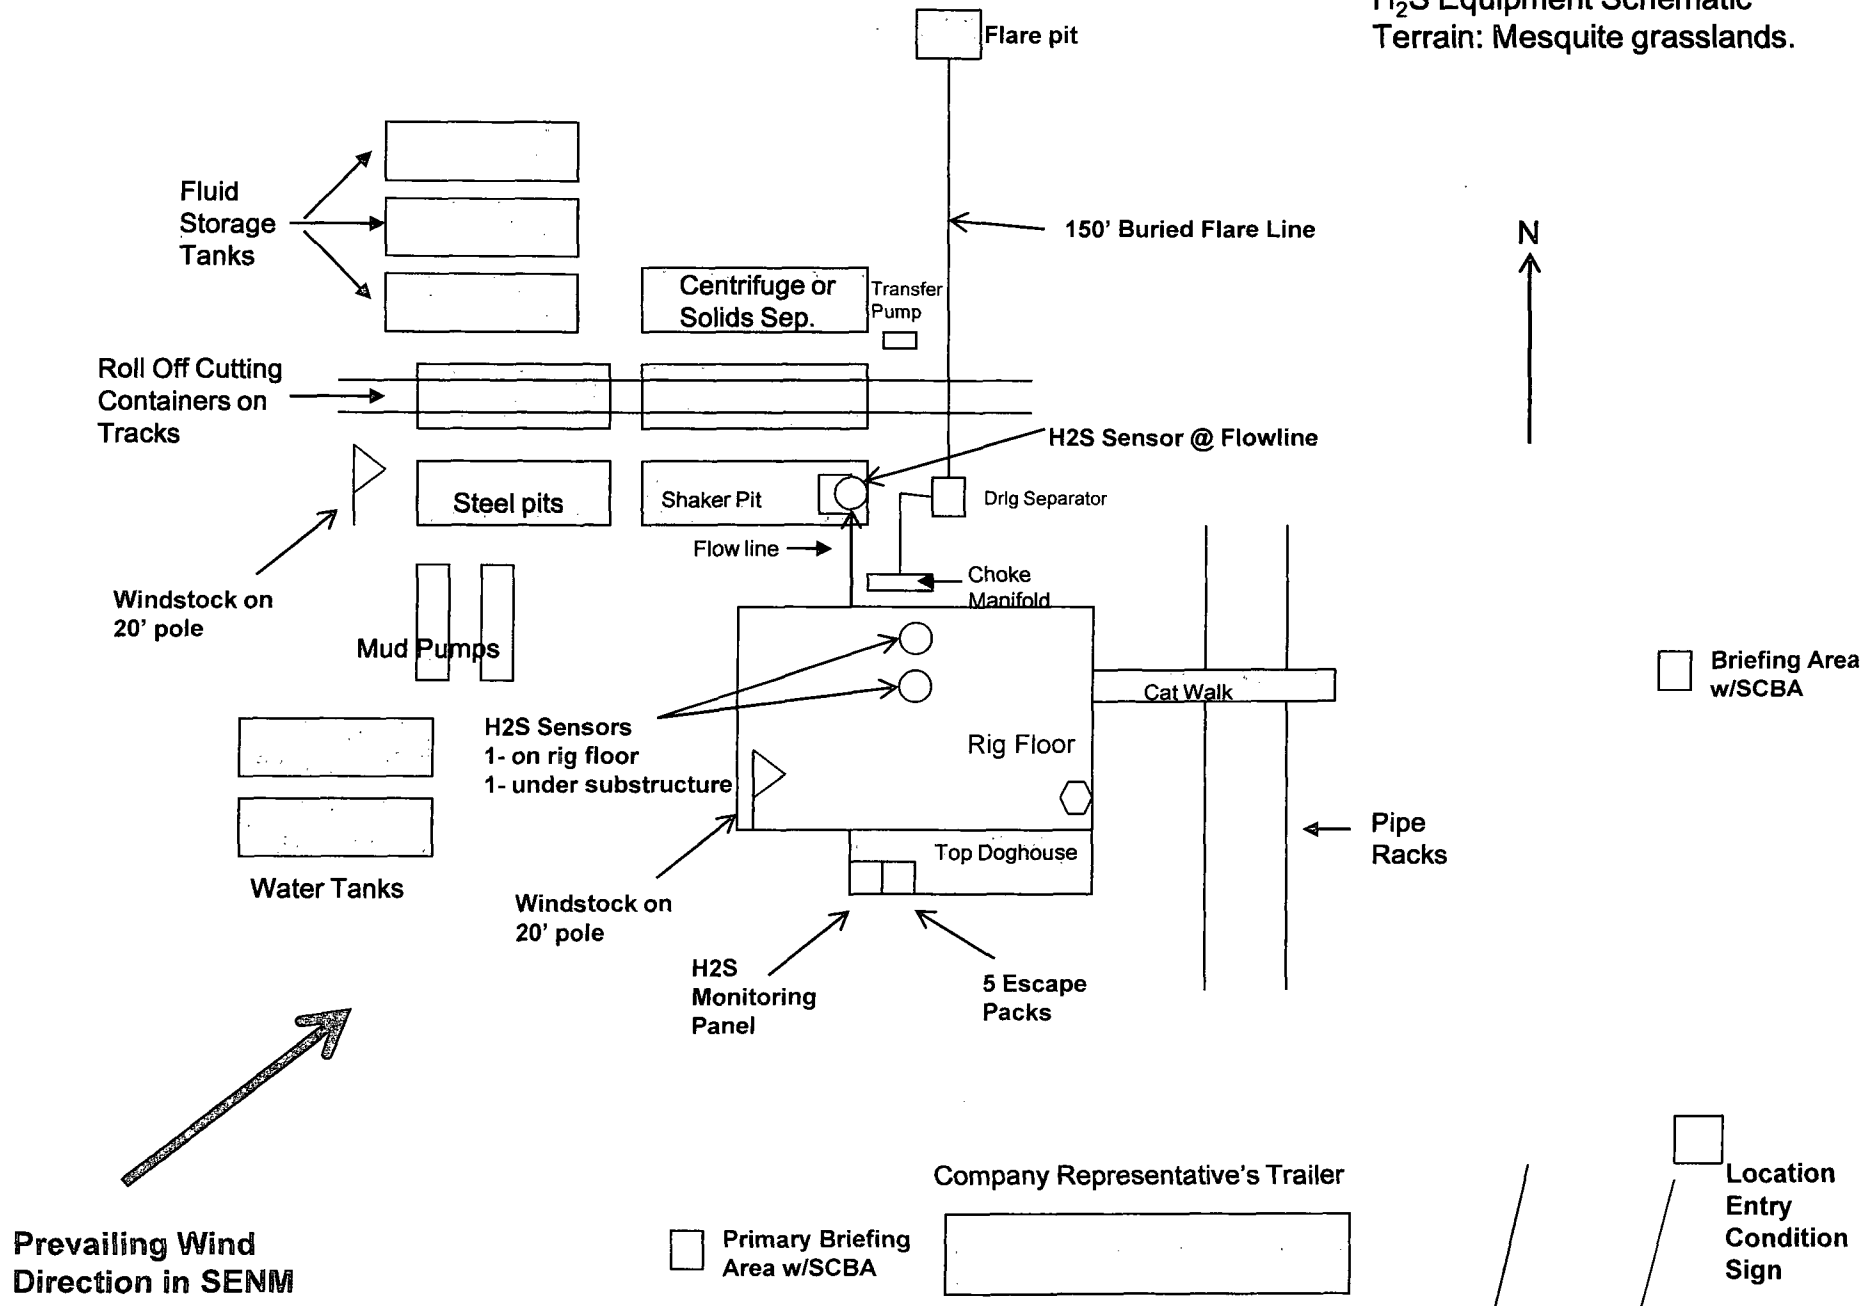 H₂S Equipment Schematic
Terrain: Mesquite grasslands.
Flare pit
Fluid
Storage
Tanks
150' Buried Flare Line
N
Centrifuge or
Solids Sep.
Transfer
Pump
Roll Off Cutting
Containers on
Tracks
H2S Sensor @ Flowline
Steel pits
Shaker Pit
Drlg Separator
Flow line
Choke
Manifold
Windstock on
20' pole
Mud Pumps
Briefing Area
w/SCBA
Cat Walk
H2S Sensors
1- on rig floor
1- under substructure
Rig Floor
Pipe
Racks
Top Doghouse
Water Tanks
Windstock on
20' pole
H2S
Monitoring
Panel
5 Escape
Packs
Company Representative's Trailer
Location
Entry
Condition
Sign
Prevailing Wind
Direction in SENM
Primary Briefing
Area w/SCBA